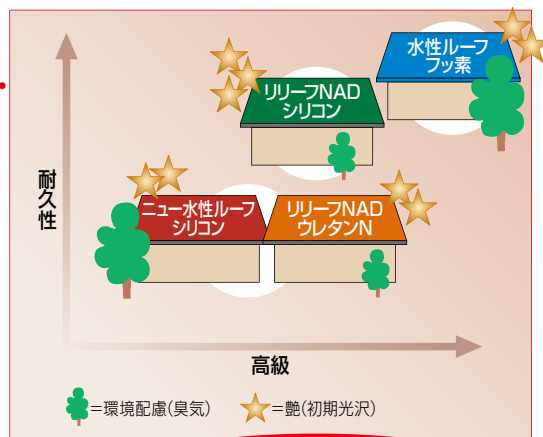 水性ルーフ
フッ素
リリーフNAD
シリコン
ニュー水性ルーフ
シリコン
リリーフNAD
ウレタンN
耐久性
高級
=環境配慮(臭気)
=艶(初期光沢)